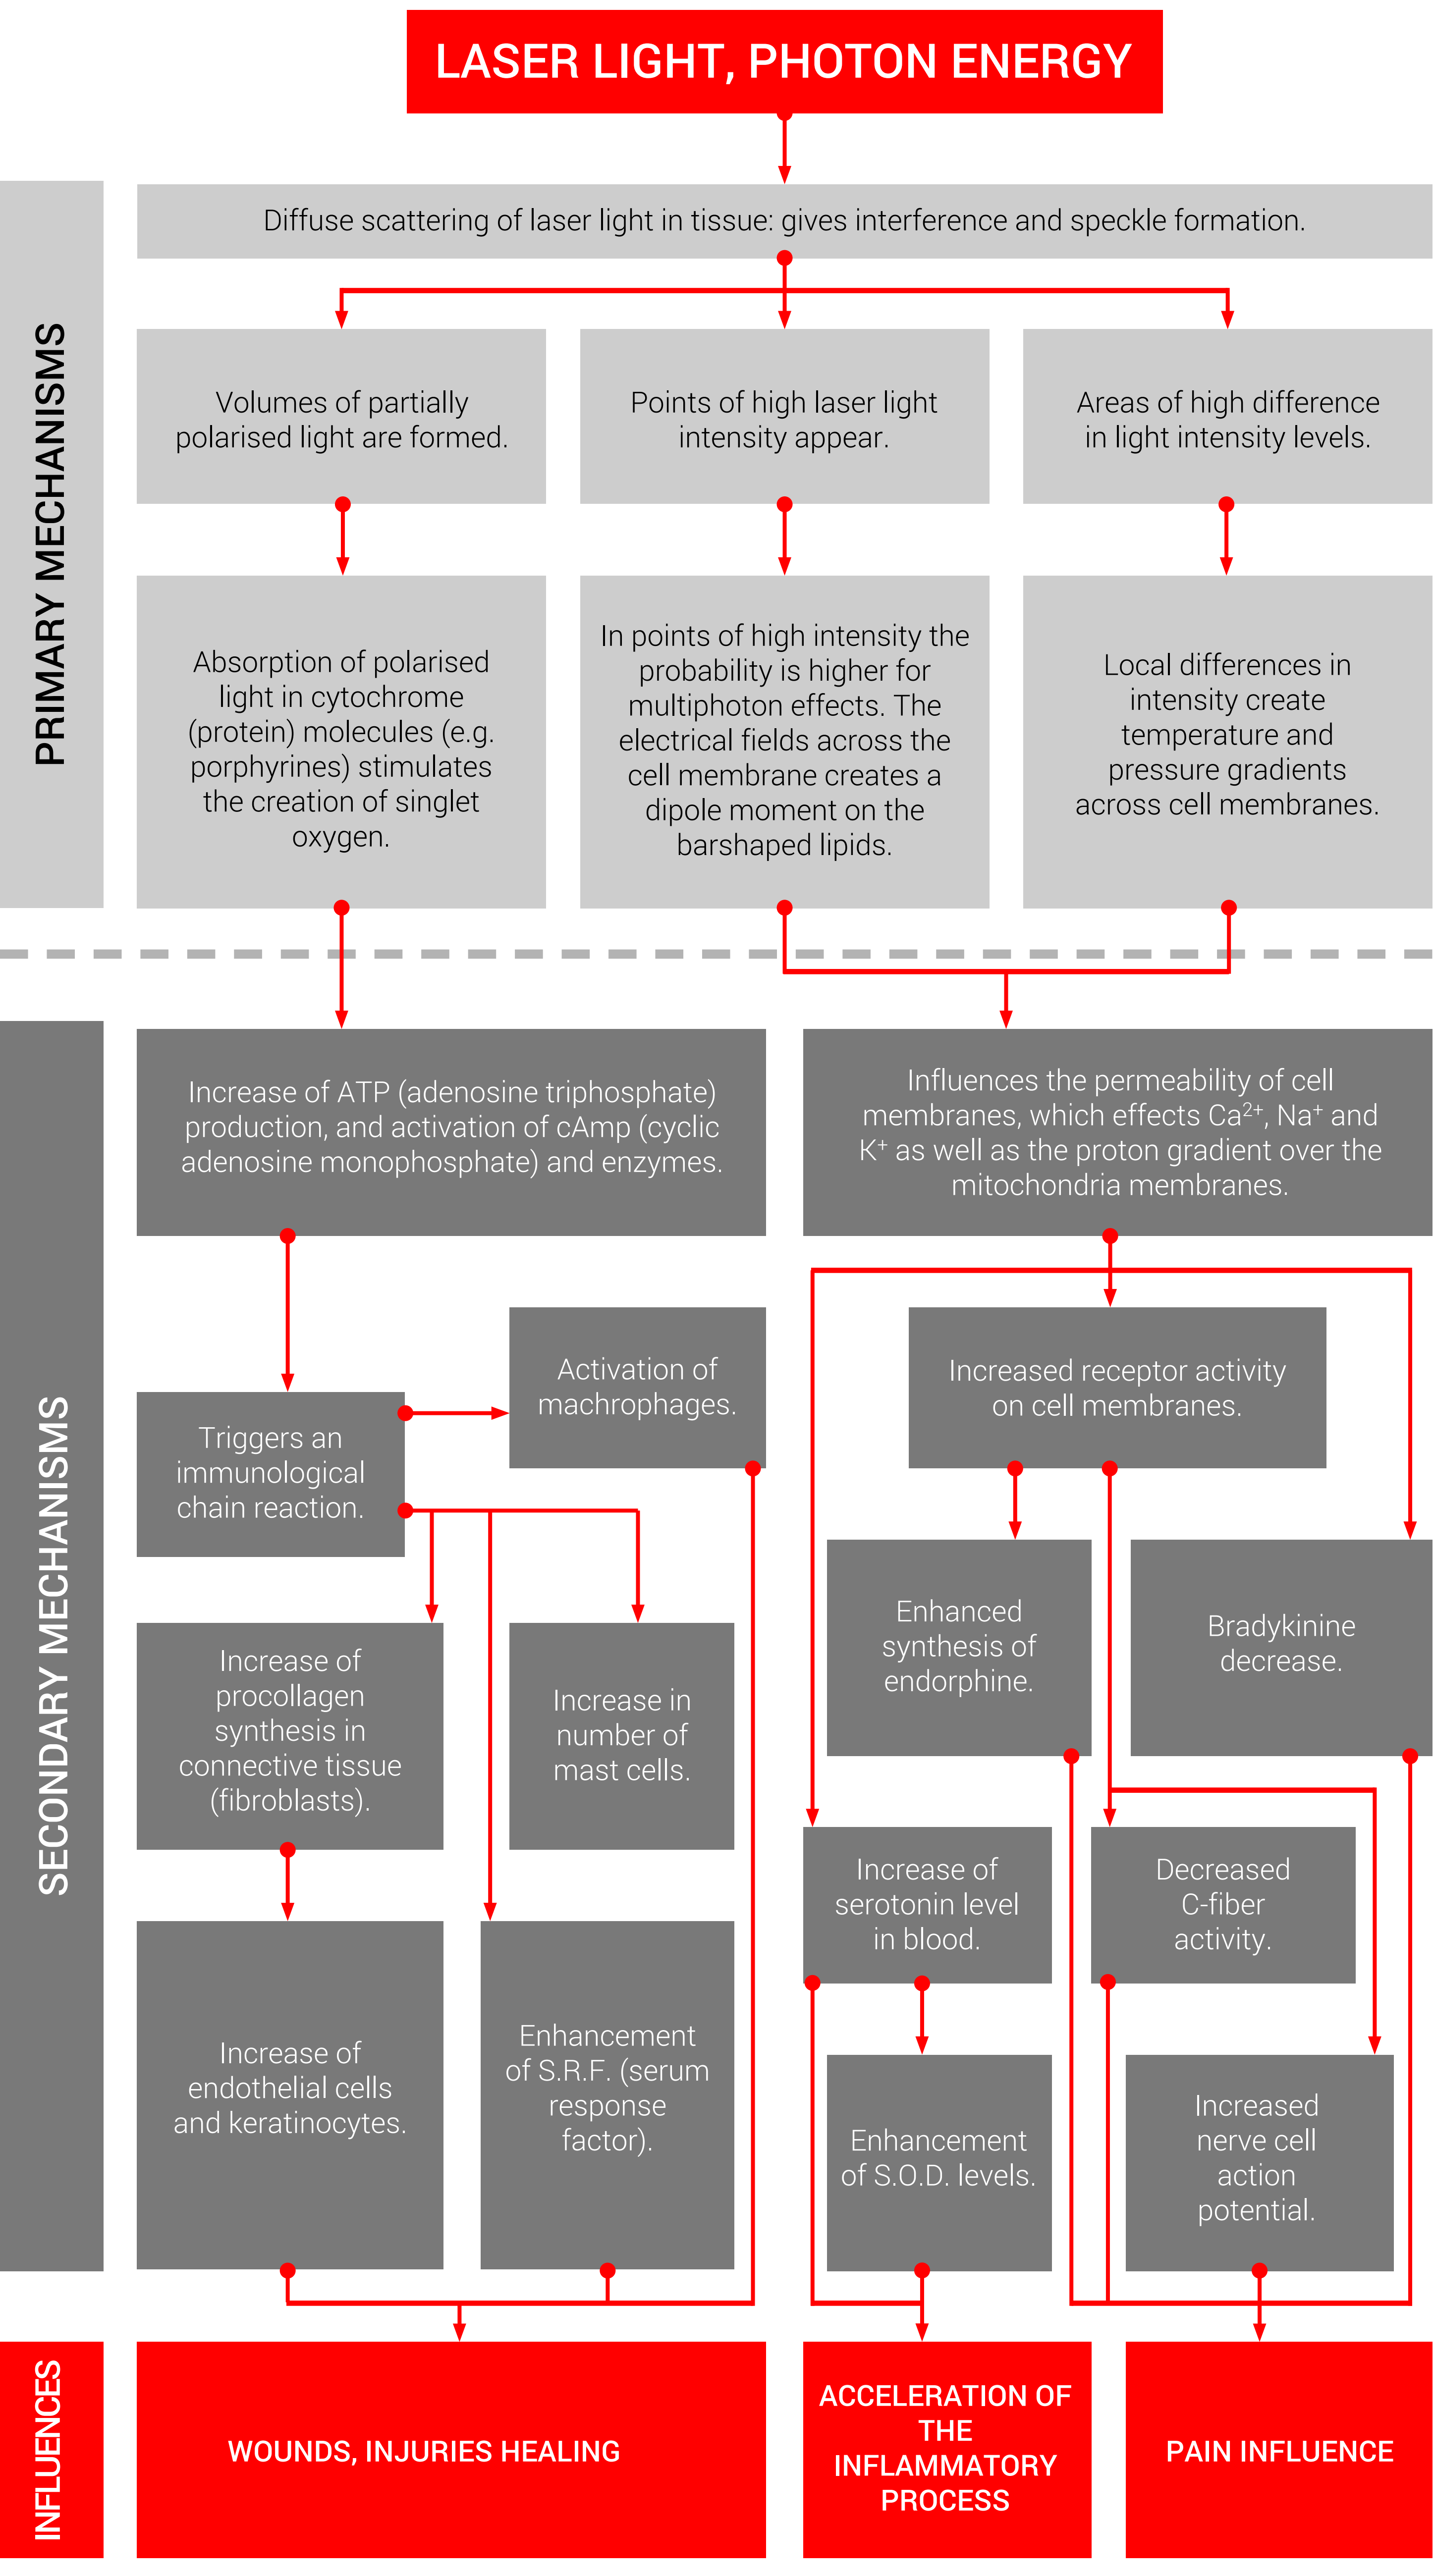 LASER LIGHT, PHOTON ENERGY
PRIMARY MECHANISMS
Diffuse scattering of laser light in tissue: gives interference and speckle formation.
Volumes of partially
polarised light are formed.
Points of high laser light
intensity appear.
Areas of high difference
in light intensity levels.
Absorption of polarised
light in cytochrome
(protein) molecules (e.g.
porphyrines) stimulates
the creation of singlet
oxygen.
In points of high intensity the
probability is higher for
multiphoton effects. The
electrical fields across the
cell membrane creates a
dipole moment on the
barshaped lipids.
Local differences in
intensity create
temperature and
pressure gradients
across cell membranes.
SECONDARY MECHANISMS
Increase of ATP (adenosine triphosphate)
production, and activation of cAmp (cyclic
adenosine monophosphate) and enzymes.
Influences the permeability of cell
membranes, which effects Ca²⁺, Na⁺ and
K⁺ as well as the proton gradient over the
mitochondria membranes.
Triggers an
immunological
chain reaction.
Activation of
machrophages.
Increased receptor activity
on cell membranes.
Increase of
procollagen
synthesis in
connective tissue
(fibroblasts).
Increase in
number of
mast cells.
Enhanced
synthesis of
endorphine.
Bradykinine
decrease.
Increase of
serotonin level
in blood.
Decreased
C-fiber
activity.
Increase of
endothelial cells
and keratinocytes.
Enhancement
of S.R.F. (serum
response
factor).
Enhancement
of S.O.D. levels.
Increased
nerve cell
action
potential.
INFLUENCES
WOUNDS, INJURIES HEALING
ACCELERATION OF
THE
INFLAMMATORY
PROCESS
PAIN INFLUENCE